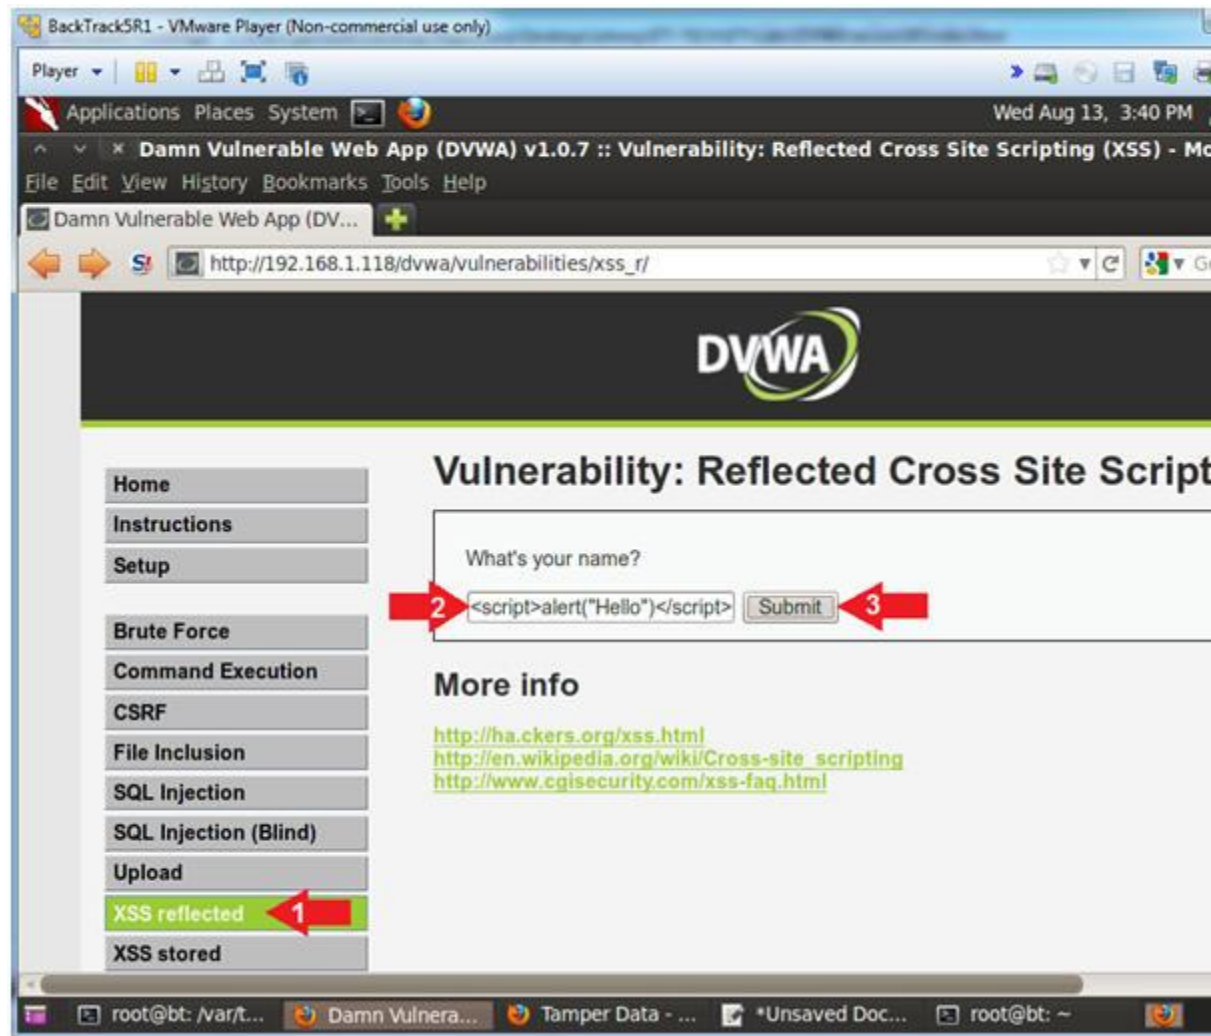 BackTrack5R1 - VMware Player (Non-commercial use only)
Player
Applications Places System
Wed Aug 13, 3:40 PM
Damn Vulnerable Web App (DVWA) v1.0.7 :: Vulnerability: Reflected Cross Site Scripting (XSS) - Mo
File Edit View History Bookmarks Tools Help
Damn Vulnerable Web App (DV...
http://192.168.1.118/dvwa/vulnerabilities/xss_r/
DVWA
Home
Instructions
Setup
Brute Force
Command Execution
CSRF
File Inclusion
SQL Injection
SQL Injection (Blind)
Upload
XSS reflected 1
XSS stored
Vulnerability: Reflected Cross Site Script
What's your name?
2 <script>alert("Hello")</script> Submit 3
More info
http://ha.ckers.org/xss.html
http://en.wikipedia.org/wiki/Cross-site_scripting
http://www.cgisecurity.com/xss-faq.html
root@bt: /var/t... Damn Vulnera... Tamper Data - ... *Unsaved Doc... root@bt: ~